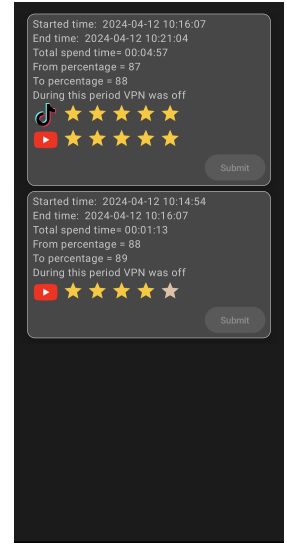 Started time: 2024-04-12 10:16:07
End time: 2024-04-12 10:21:04
Total spend time= 00:04:57
From percentage = 87
To percentage = 88
During this period VPN was off
Submit
Started time: 2024-04-12 10:14:54
End time: 2024-04-12 10:16:07
Total spend time= 00:01:13
From percentage = 88
To percentage = 89
During this period VPN was off
Submit